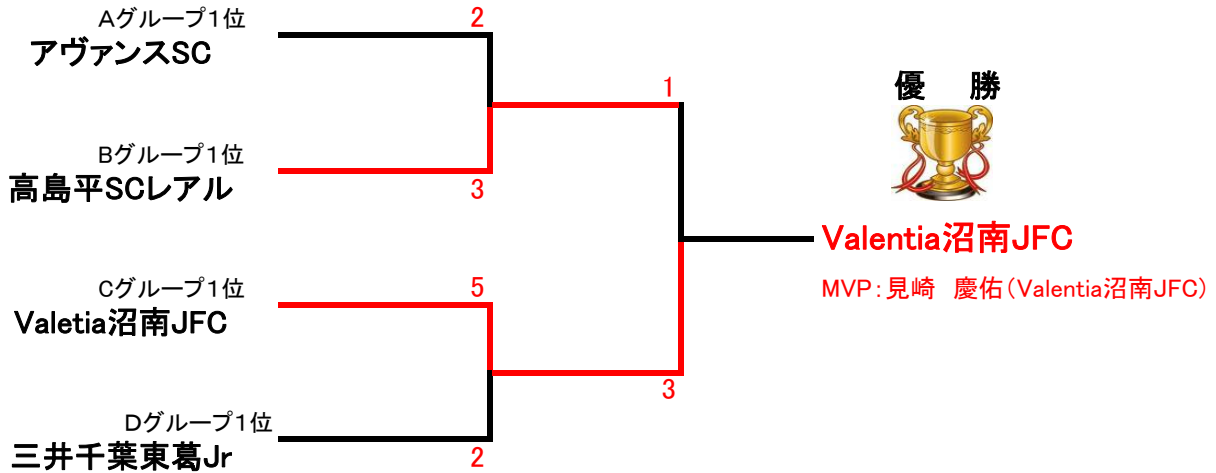 Aグループ1位
アヴァンスSC
2
Bグループ1位
高島平SCレアル
3
1
Cグループ1位
Valetia沼南JFC
5
Dグループ1位
三井千葉東葛Jr
2
3
優　勝
Valentia沼南JFC
MVP：見崎　慶佑（Valentia沼南JFC）